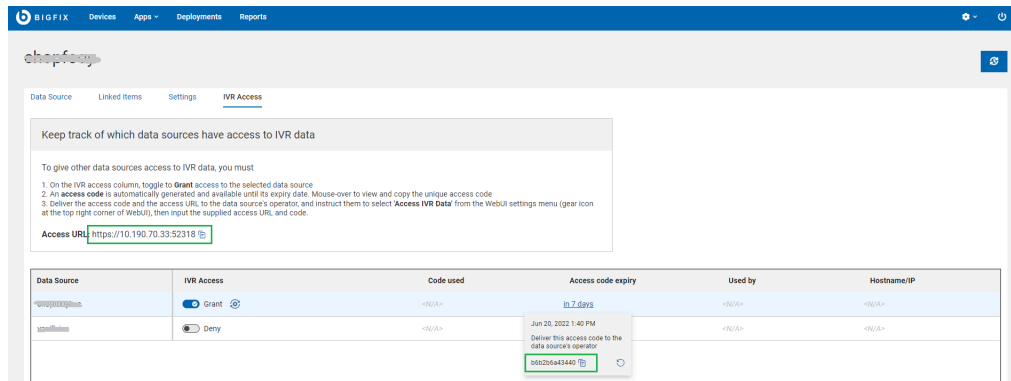 BIGFIX Devices Apps Deployments Reports
Data Source Linked Items Settings IVR Access
Keep track of which data sources have access to IVR data
To give other data sources access to IVR data, you must
1. On the IVR access column, toggle to Grant access to the selected data source
2. An access code is automatically generated and available until its expiry date. Mouse-over to view and copy the unique access code
3. Deliver the access code and the access URL to the data source's operator, and instruct them to select 'Access IVR Data' from the WebUI settings menu (gear icon
at the top right corner of WebUI), then input the supplied access URL and code.
Access URL: https://10.190.70.33:52318
Data Source IVR Access Code used Access code expiry Used by Hostname/IP
Grant <N/A> in 7 days <N/A> <N/A>
Deny <N/A> <N/A> <N/A>
Jun 20, 2022 1:40 PM
Deliver this access code to the
data source's operator
b6b2b6a43440